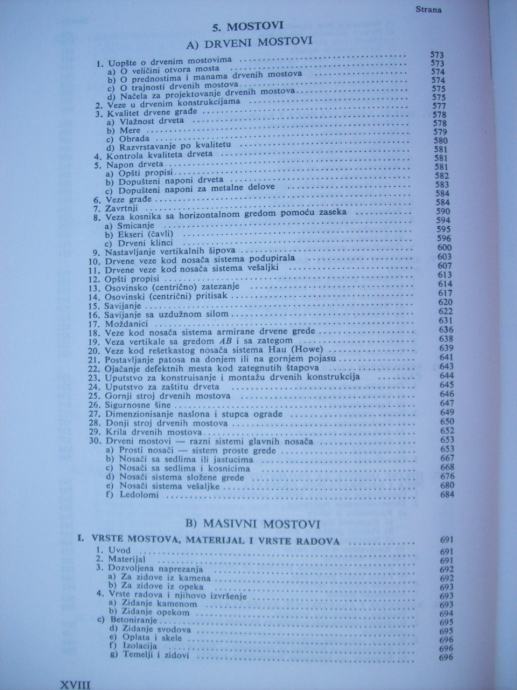 Strana
5. MOSTOVI
A) DRVENI MOSTOVI
1. Uopšte o drvenim mostovima 573
a) O veličini otvora mosta 573
b) O prednostima i manama drvenih mostova 574
c) O trajnosti drvenih mostova 574
d) Načela za projektovanje drvenih mostova 575
2. Veze u drvenim konstrukcijama 575
3. Kvalitet drvene građe 577
a) Vlažnost drveta 578
b) Mere 578
c) Obrada 579
d) Razvrstavanje po kvalitetu 580
4. Kontrola kvaliteta drveta 581
5. Napon drveta 581
a) Opšti propisi 581
b) Dopušteni naponi drveta 582
c) Dopušteni naponi za metalne delove 583
6. Veze građe 584
7. Zavrtnji 584
8. Veza kosnika sa horizontalnom gredom pomoću zaseka 590
a) Smicanje 594
b) Ekseri (čavli) 595
c) Drveni klinci 596
9. Nastavljanje vertikalnih šipova 600
10. Drvene veze kod nosača sistema podupirala 603
11. Drvene veze kod nosača sistema vešaljki 607
12. Opšti propisi 613
13. Osovinsko (centrično) zatezanje 614
14. Osovinski (centrični) pritisak 617
15. Savijanje 620
16. Savijanje sa uzdužnom silom 622
17. Moždanici 631
18. Veze kod nosača sistema armirane drvene grede 636
19. Veza vertikale sa gredom AB i sa zategom 638
20. Veze kod rešetkastog nosača sistema Hau (Howe) 639
21. Postavljanje patosa na donjem ili na gornjem pojasu 641
22. Ojačanje defektnih mesta kod zategnutih štapova 643
23. Uputstvo za konstruisanje i montažu drvenih konstrukcija 644
24. Uputstvo za zaštitu drveta 645
25. Gornji stroj drvenih mostova 646
26. Sigurnosne šine 647
27. Dimenzionisanje naslona i stupca ograde 649
28. Donji stroj drvenih mostova 650
29. Krila drvenih mostova 652
30. Drveni mostovi — razni sistemi glavnih nosača 653
a) Prosti nosači — sistem proste grede 653
b) Nosači sa sedlima ili jastucima 667
c) Nosači sa sedlima i kosnicima 668
d) Nosači sistema složene grede 676
e) Nosači sistema vešaljke 680
f) Ledolomi 684
B) MASIVNI MOSTOVI
I. VRSTE MOSTOVA, MATERIJAL I VRSTE RADOVA 691
1. Uvod 691
2. Materijal 691
3. Dozvoljena naprezanja 692
a) Za zidove iz kamena 692
b) Za zidove iz opeka 693
4. Vrste radova i njihovo izvršenje 693
a) Zidanje kamenom 693
b) Zidanje opekom 694
c) Betoniranje 695
d) Zidanje svodova 695
e) Oplata i skele 696
f) Izolacija 696
g) Temelji i zidovi 696
XVIII